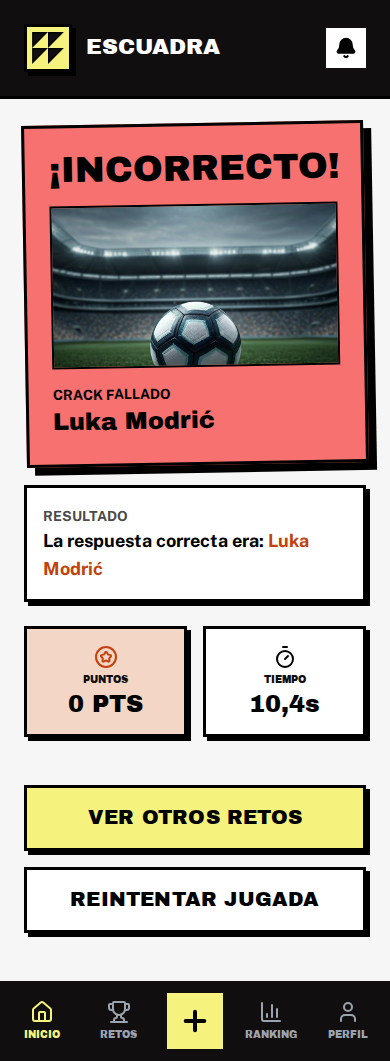 ESCUADRA
¡INCORRECTO!
CRACK FALLADO
Luka Modrić
RESULTADO
La respuesta correcta era: Luka
Modrić
PUNTOS
0 PTS
TIEMPO
10,4s
VER OTROS RETOS
REINTENTAR JUGADA
INICIO
RETOS
RANKING
PERFIL